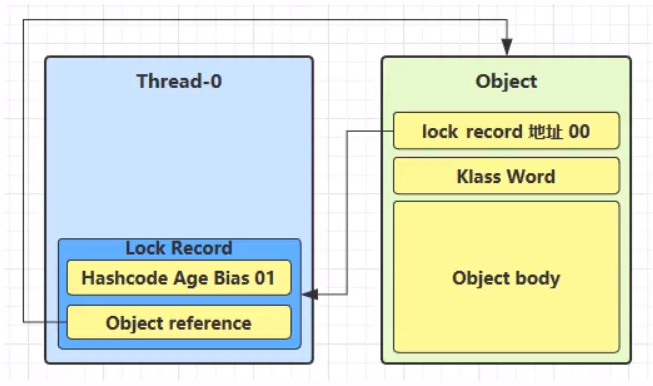 Thread-0
Object
lock record 地址 00
Klass Word
Lock Record
Hashcode Age Bias 01
Object body
Object reference